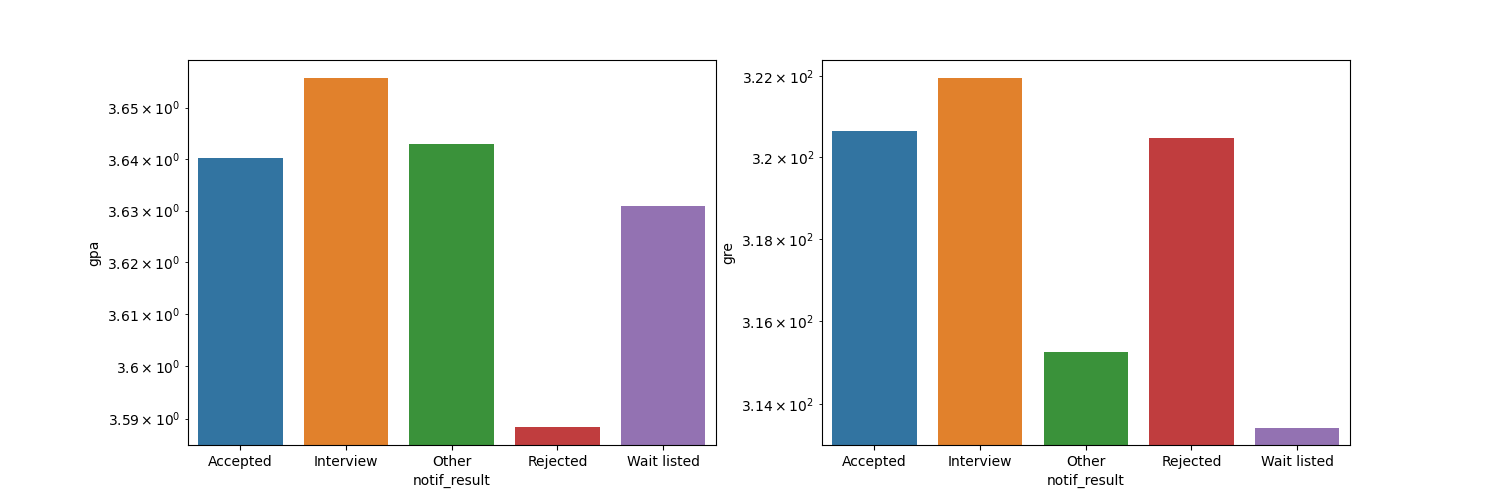 gpa
3.65 × 10⁰
3.64 × 10⁰
3.63 × 10⁰
3.62 × 10⁰
3.61 × 10⁰
3.6 × 10⁰
3.59 × 10⁰
Accepted Interview Other Rejected Wait listed
notif_result
gre
3.22 × 10²
3.2 × 10²
3.18 × 10²
3.16 × 10²
3.14 × 10²
Accepted Interview Other Rejected Wait listed
notif_result